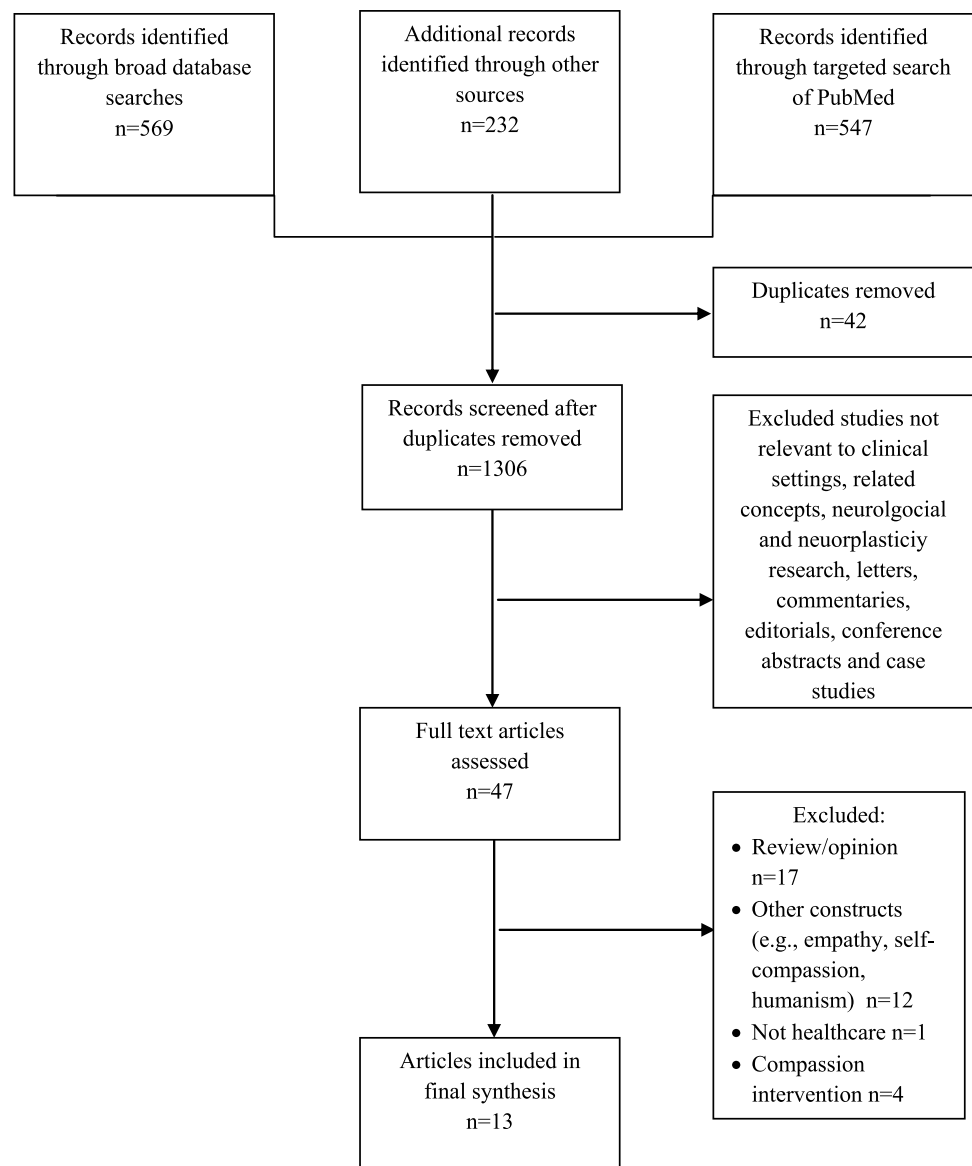 Records identified
through broad database
searches
n=569
Additional records
identified through other
sources
n=232
Records identified
through targeted search
of PubMed
n=547
Duplicates removed
n=42
Records screened after
duplicates removed
n=1306
Excluded studies not
relevant to clinical
settings, related
concepts, neurolgocial
and neuorplasticiy
research, letters,
commentaries,
editorials, conference
abstracts and case
studies
Full text articles
assessed
n=47
Excluded:
• Review/opinion
n=17
• Other constructs
(e.g., empathy, self-
compassion,
humanism) n=12
• Not healthcare n=1
• Compassion
intervention n=4
Articles included in
final synthesis
n=13